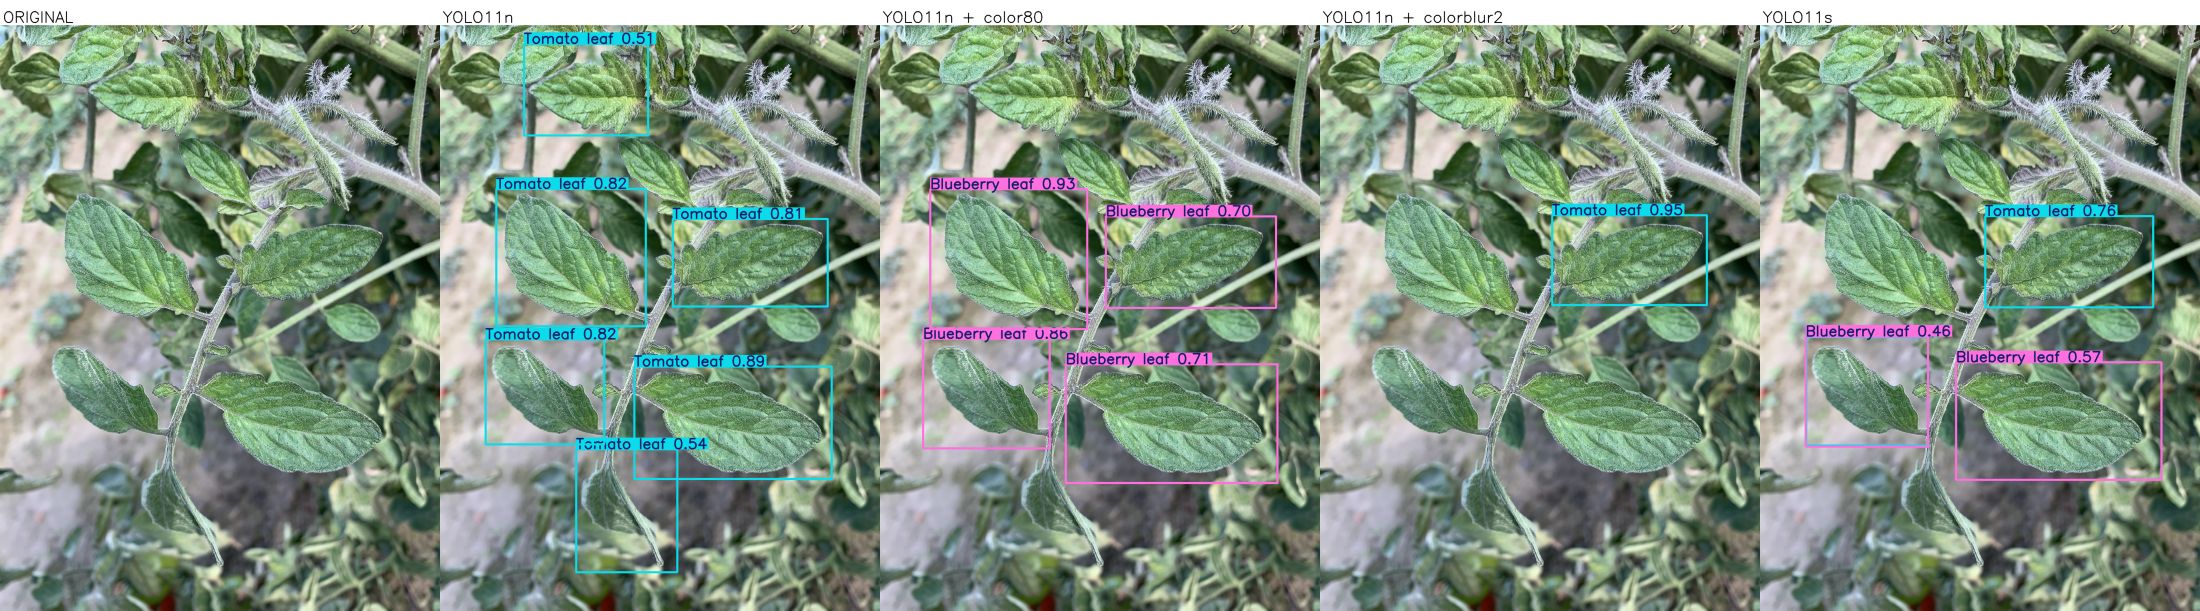 ORIGINAL
YOLO11n
YOLO11n + color80
YOLO11n + colorblur2
YOLO11s
Tomato leaf 0.51
Tomato leaf 0.82
Tomato leaf 0.81
Tomato leaf 0.82
Tomato leaf 0.89
Tomato leaf 0.54
Blueberry leaf 0.93
Blueberry leaf 0.70
Blueberry leaf 0.86
Blueberry leaf 0.71
Tomato leaf 0.95
Tomato leaf 0.76
Blueberry leaf 0.46
Blueberry leaf 0.57